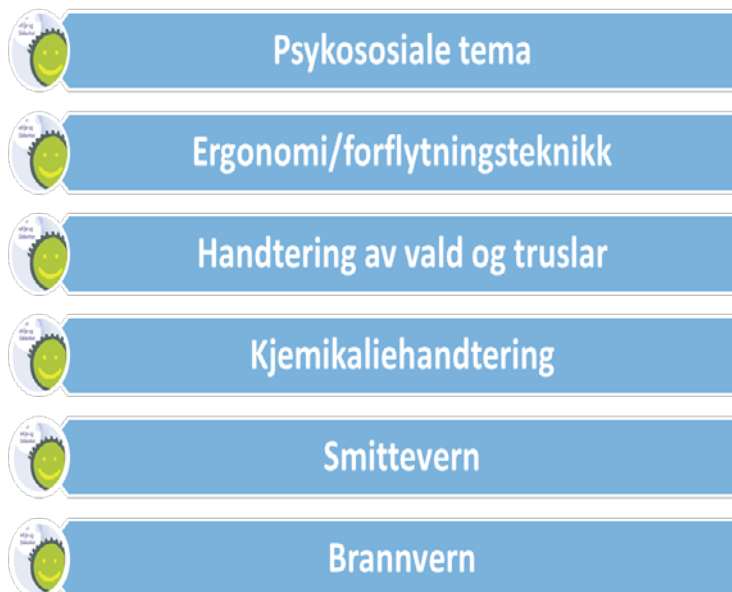 Psykososiale tema
Ergonomi/forflytningsteknikk
Handtering av vald og truslar
Kjemikaliehandtering
Smittevern
Brannvern